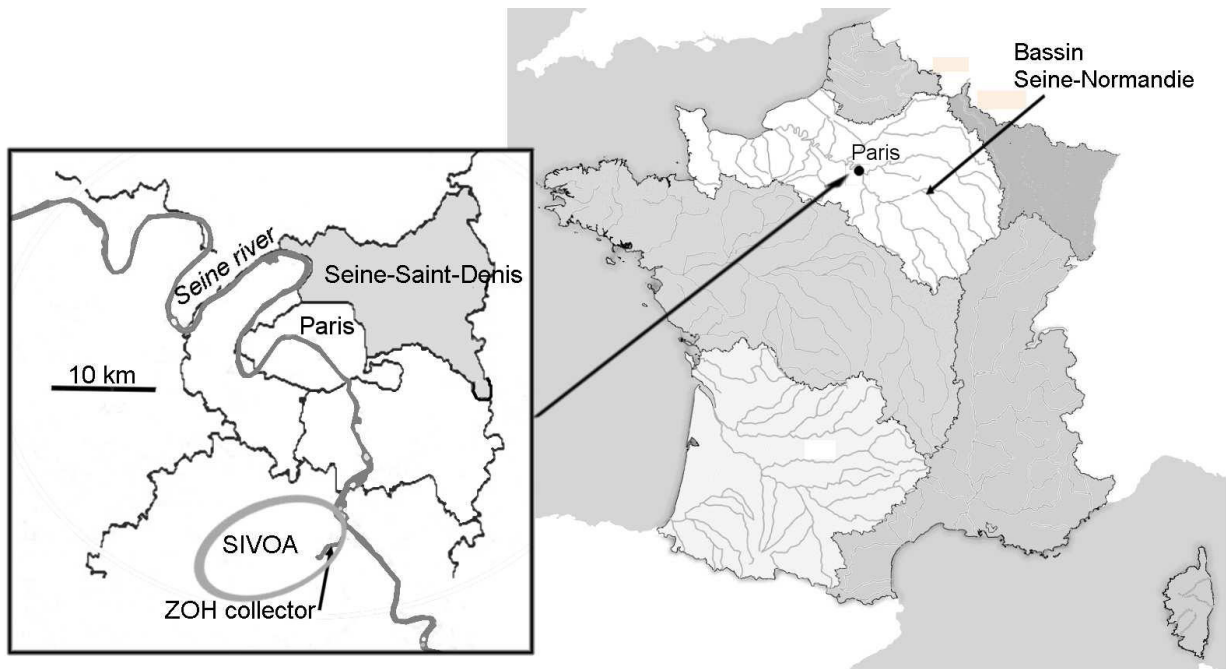 Bassin
Seine-Normandie
Paris
Seine river
Seine-Saint-Denis
Paris
10 km
SIVOA
ZOH collector